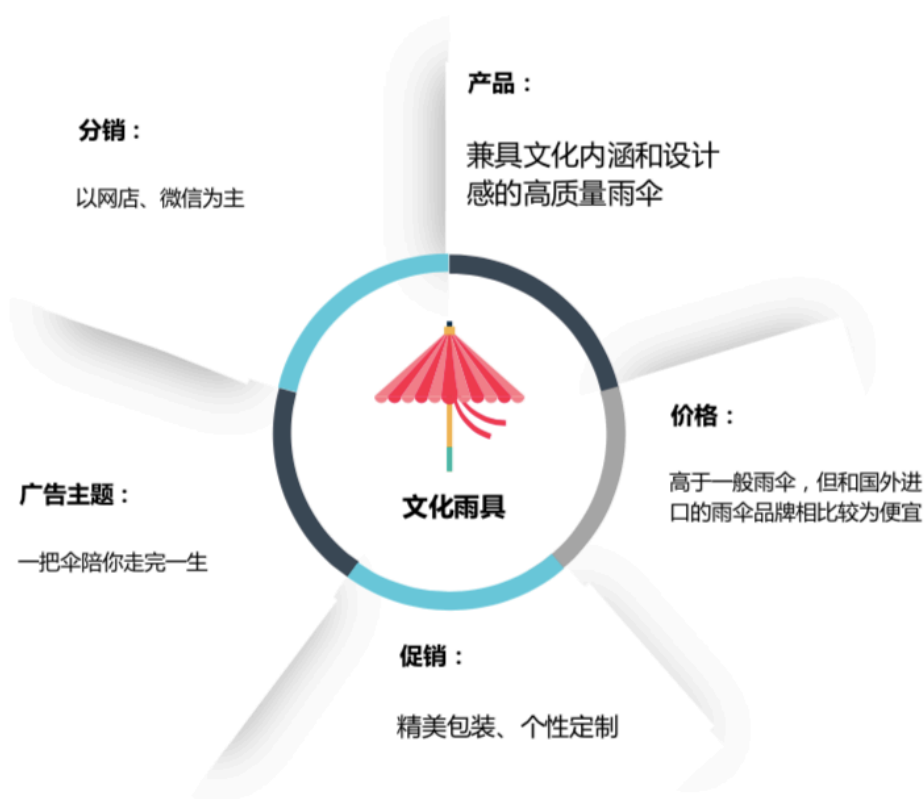 产品：
兼具文化内涵和设计
感的高质量雨伞
价格：
高于一般雨伞，但和国外进
口的雨伞品牌相比较为便宜
促销：
精美包装、个性定制
广告主题：
一把伞陪你走完一生
分销：
以网店、微信为主
文化雨具